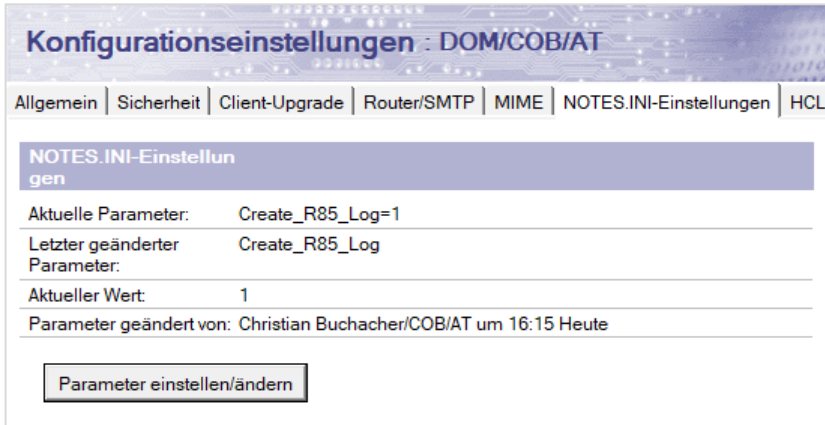 Konfigurationseinstellungen : DOM/COB/AT
Allgemein | Sicherheit | Client-Upgrade | Router/SMTP | MIME | NOTES.INI-Einstellungen | HCL
NOTES.INI-Einstellun
gen
Aktuelle Parameter: Create_R85_Log=1
Letzter geänderter Create_R85_Log
Parameter:
Aktueller Wert: 1
Parameter geändert von: Christian Buchacher/COB/AT um 16:15 Heute
Parameter einstellen/ändern